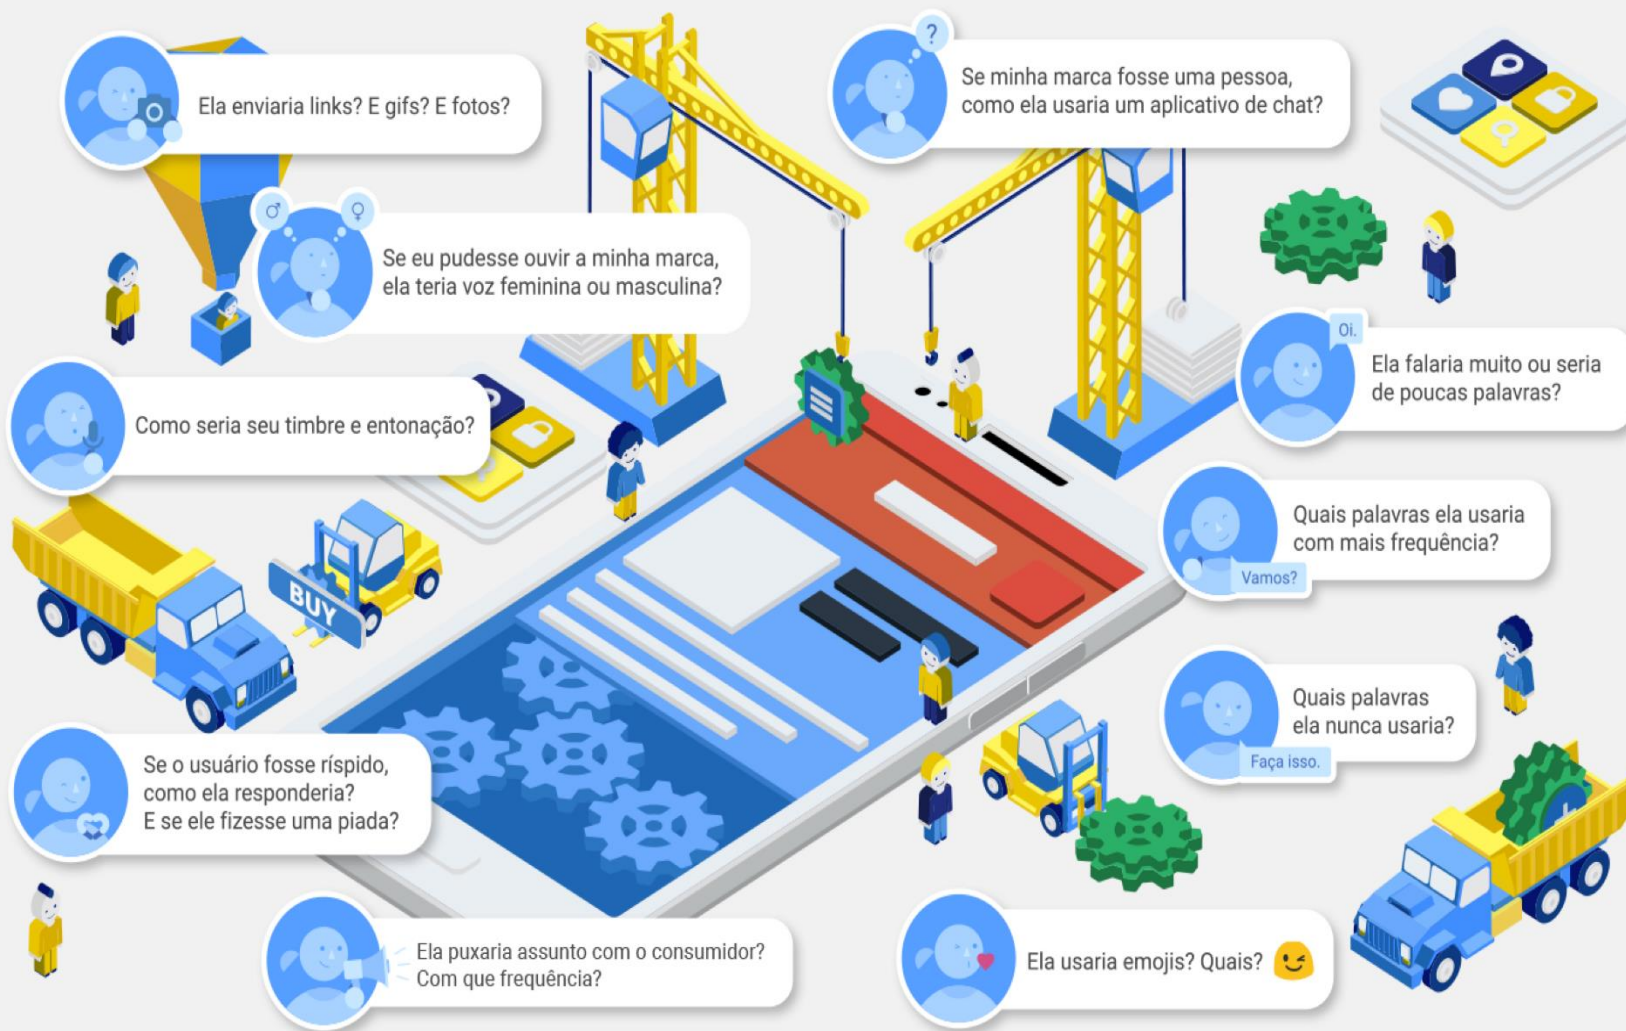 Ela enviaria links? E gifs? E fotos?
?
Se minha marca fosse uma pessoa,
como ela usaria um aplicativo de chat?
Se eu pudesse ouvir a minha marca,
ela teria voz feminina ou masculina?
Oi.
Ela falaria muito ou seria
de poucas palavras?
Como seria seu timbre e entonação?
Quais palavras ela usaria
com mais frequência?
Vamos?
BUY
Quais palavras
ela nunca usaria?
Faça isso.
Se o usuário fosse ríspido,
como ela responderia?
E se ele fizesse uma piada?
Ela puxaria assunto com o consumidor?
Com que frequência?
Ela usaria emojis? Quais? 😉